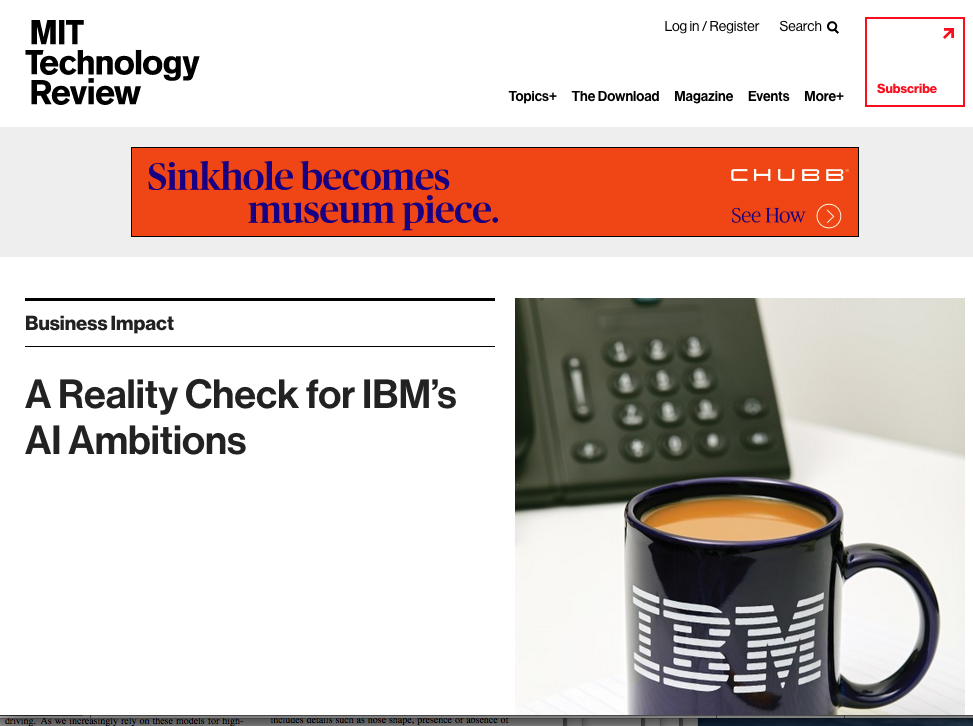 MIT
Technology
Review
Log in / Register
Search
Topics+
The Download
Magazine
Events
More+
Subscribe
Sinkhole becomes
museum piece.
CHUBB®
See How
Business Impact
A Reality Check for IBM’s
AI Ambitions
IBM
driving. As we increasingly rely on these models for high-
includes details such as nose shape, presence or absence of